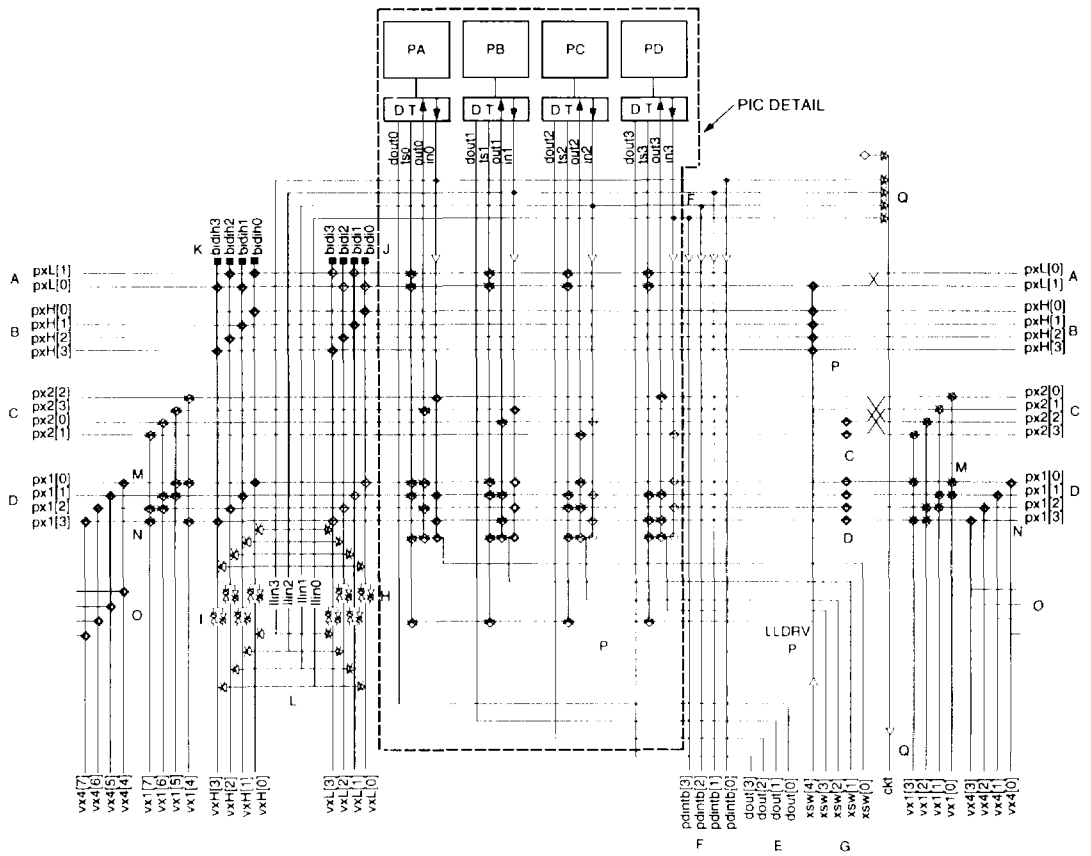 PA PB PC PD
D T D T D T D T
PIC DETAIL
dout0 ts0 out0 in0 dout1 ts1 out1 in1 dout2 ts2 out2 in2 dout3 ts3 out3 in3
F
Q
K bidih3 bidih2 bidih1 bidih0 bidi3 bidi2 bidi1 bidi0 J
A pxL[1] pxL[0] A
pxL[0] pxL[1]
B pxH[0] pxH[0] B
pxH[1] pxH[1]
pxH[2] pxH[2]
pxH[3] pxH[3]
P
C px2[2] px2[0] C
px2[3] px2[1]
px2[0] px2[2]
px2[1] px2[3]
M C M
D px1[0] px1[0] D
px1[1] px1[1]
px1[2] px1[2]
px1[3] px1[3]
N D N
llin3 llin2 llin1 llin0
H
O I O
P LLDRV
P
L
Q
vx4[7] vx4[6] vx4[5] vx4[4] vx1[7] vx1[6] vx1[5] vx1[4] vxH[3] vxH[2] vxH[1] vxH[0] vxL[3] vxL[2] vxL[1] vxL[0] pdintb[3] pdintb[2] pdintb[1] pdintb[0] dout[3] dout[2] dout[1] dout[0] xsw[4] xsw[3] xsw[2] xsw[1] xsw[0] ckt vx1[3] vx1[2] vx1[1] vx1[0] vx4[3] vx4[2] vx4[1] vx4[0]
F E G